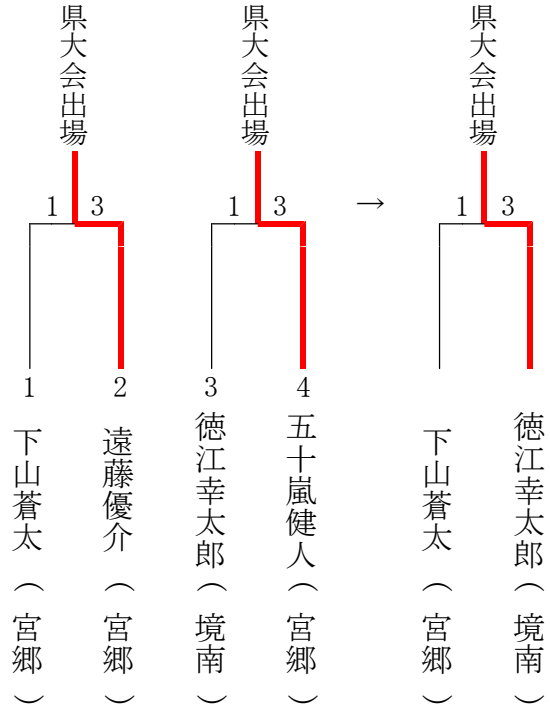 県大会出場
県大会出場
県大会出場
1 3
1 3
→
1 3
1
2
3
4
下山蒼太（宮郷）
遠藤優介（宮郷）
徳江幸太郎（境南）
五十嵐健人（宮郷）
下山蒼太（宮郷）
徳江幸太郎（境南）